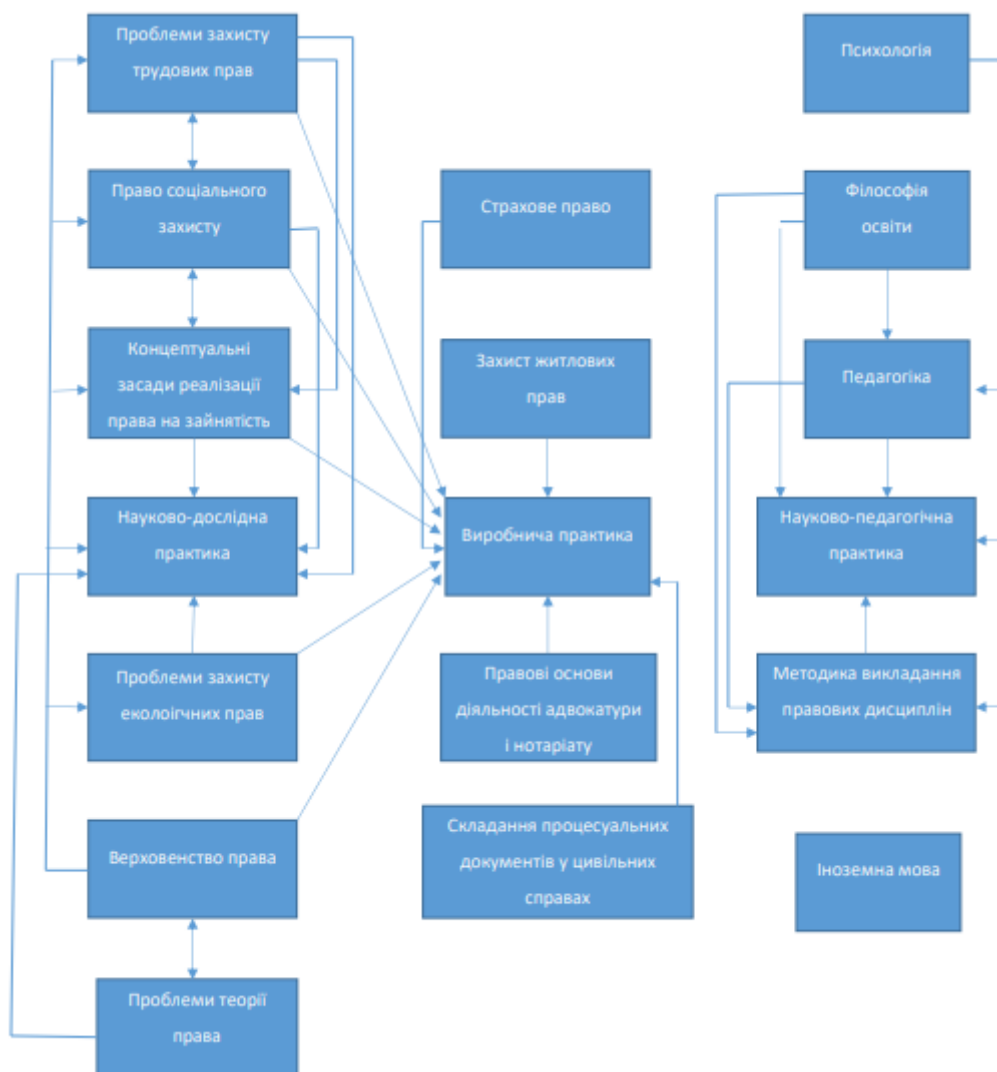 Проблеми захисту
трудових прав
Психологія
Право соціального
захисту
Страхове право
Філософія
освіти
Концептуальні
засади реалізації
права на зайнятість
Захист житлових
прав
Педагогіка
Науково-дослідна
практика
Виробнича практика
Науково-педагогічна
практика
Проблеми захисту
екологічних прав
Правові основи
діяльності адвокатури
і нотаріату
Методика викладання
правових дисциплін
Верховенство права
Складання процесуальних
документів у цивільних
справах
Іноземна мова
Проблеми теорії
права